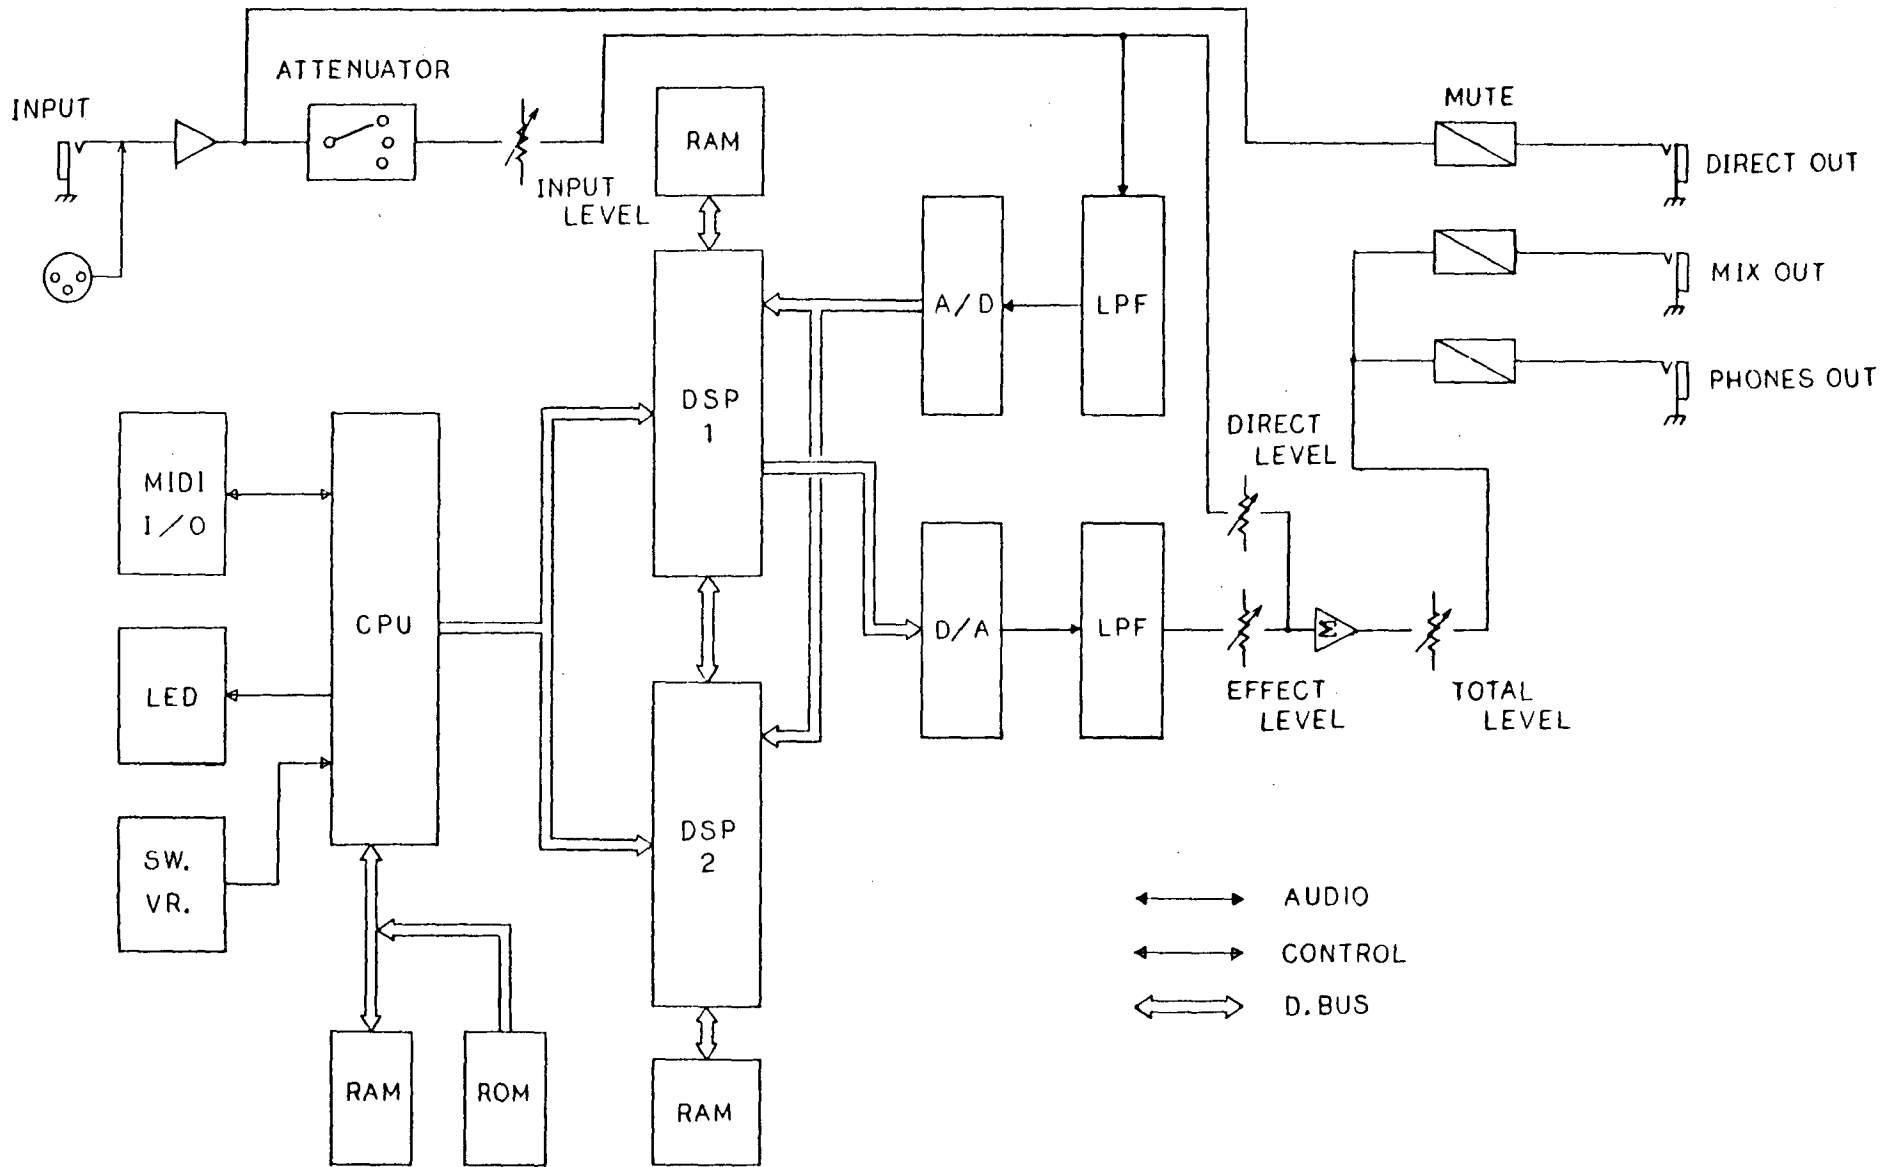 ATTENUATOR
INPUT
INPUT
LEVEL
RAM
MUTE
DIRECT OUT
MIX OUT
PHONES OUT
A/D
LPF
DSP
1
DIRECT
LEVEL
MIDI
I/O
CPU
LED
SW.
VR.
D/A
LPF
Σ
EFFECT
LEVEL
TOTAL
LEVEL
DSP
2
RAM
ROM
RAM
AUDIO
CONTROL
D.BUS